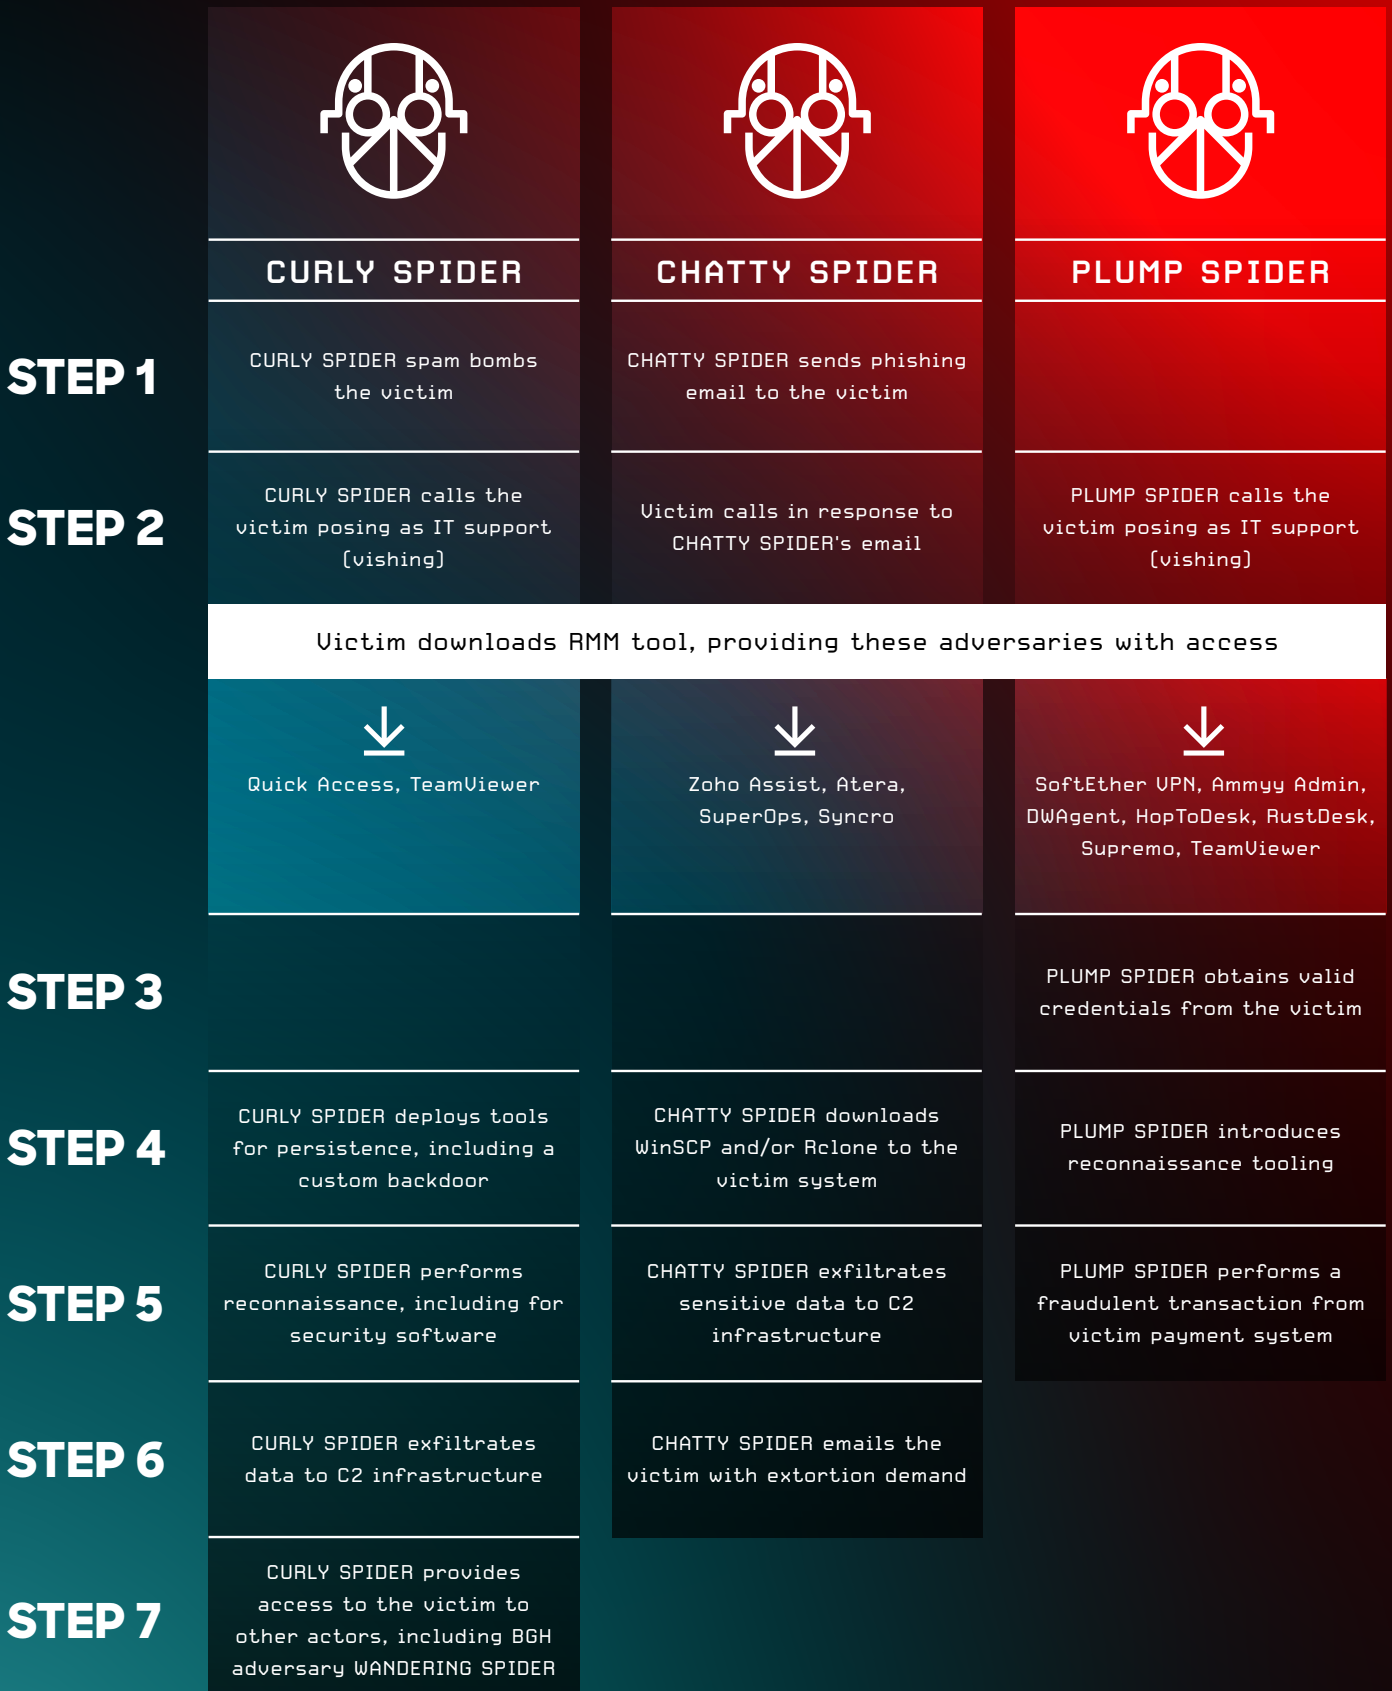 CURLY SPIDER
CHATTY SPIDER
PLUMP SPIDER
STEP 1
CURLY SPIDER spam bombs
the victim
CHATTY SPIDER sends phishing
email to the victim
STEP 2
CURLY SPIDER calls the
victim posing as IT support
(vishing)
Victim calls in response to
CHATTY SPIDER's email
PLUMP SPIDER calls the
victim posing as IT support
(vishing)
Victim downloads RMM tool, providing these adversaries with access
Quick Access, TeamViewer
Zoho Assist, Atera,
SuperOps, Syncro
SoftEther VPN, Ammyy Admin,
DWAgent, HopToDesk, RustDesk,
Supremo, TeamViewer
STEP 3
PLUMP SPIDER obtains valid
credentials from the victim
STEP 4
CURLY SPIDER deploys tools
for persistence, including a
custom backdoor
CHATTY SPIDER downloads
WinSCP and/or Rclone to the
victim system
PLUMP SPIDER introduces
reconnaissance tooling
STEP 5
CURLY SPIDER performs
reconnaissance, including for
security software
CHATTY SPIDER exfiltrates
sensitive data to C2
infrastructure
PLUMP SPIDER performs a
fraudulent transaction from
victim payment system
STEP 6
CURLY SPIDER exfiltrates
data to C2 infrastructure
CHATTY SPIDER emails the
victim with extortion demand
STEP 7
CURLY SPIDER provides
access to the victim to
other actors, including BGH
adversary WANDERING SPIDER